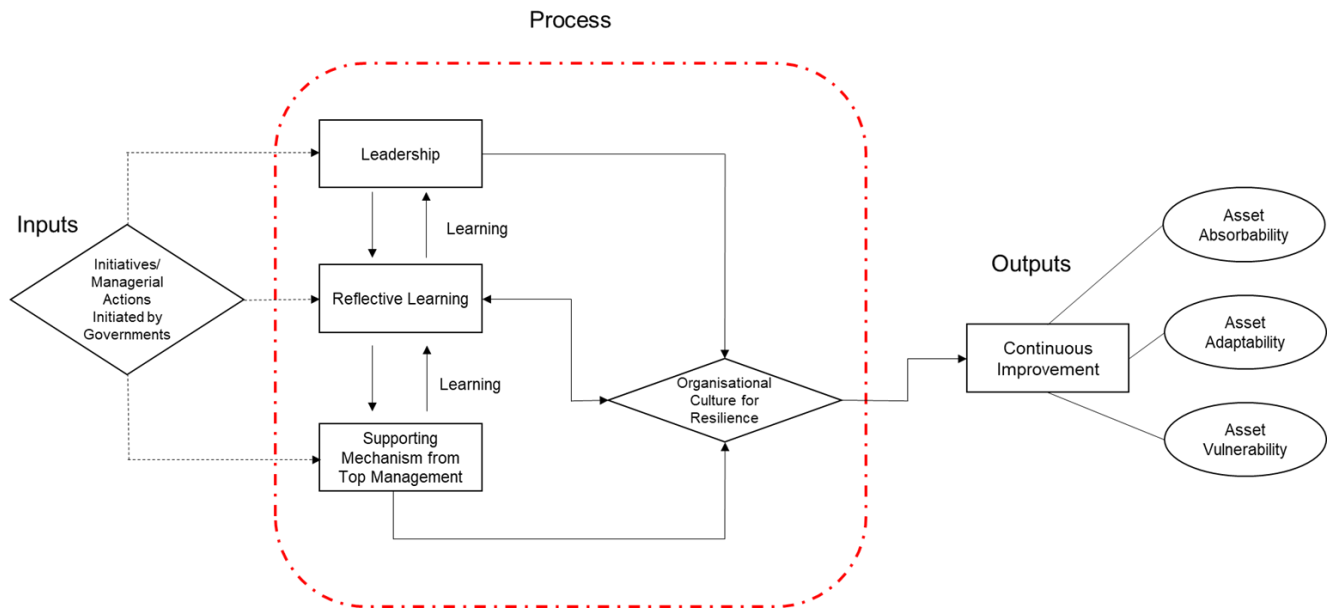 Process
Inputs
Initiatives/
Managerial
Actions
Initiated by
Governments
Leadership
Learning
Reflective Learning
Learning
Supporting
Mechanism from
Top Management
Organisational
Culture for
Resilience
Outputs
Continuous
Improvement
Asset
Absorbability
Asset
Adaptability
Asset
Vulnerability